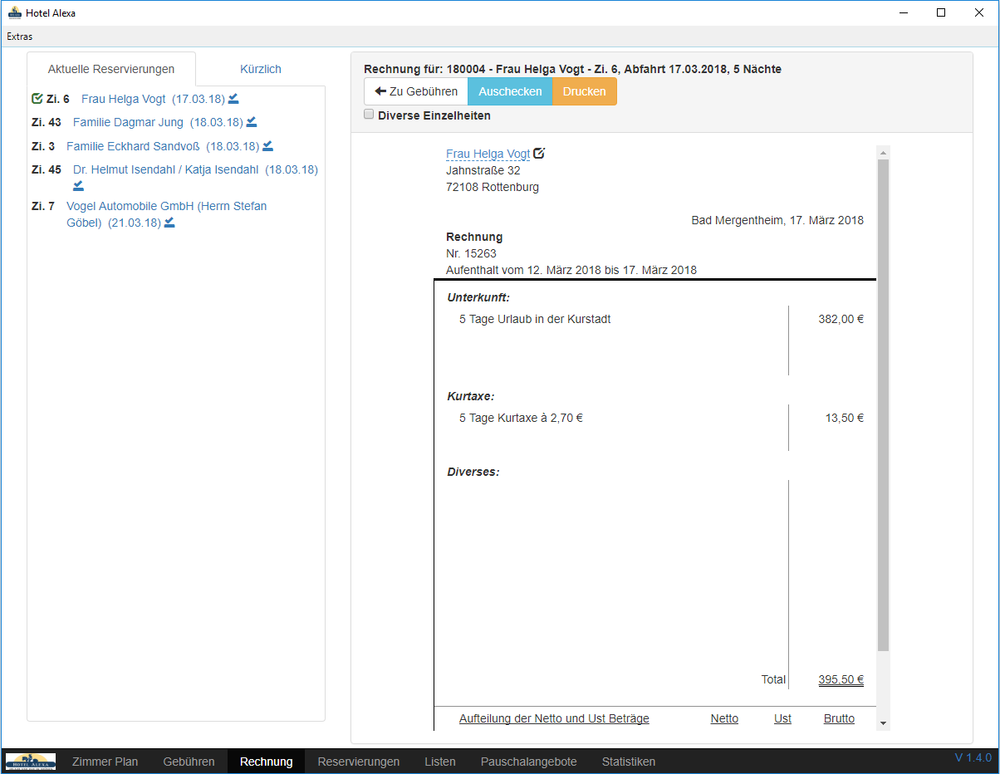 Hotel Alexa
Extras
Aktuelle Reservierungen
Kürzlich
Zi. 6 Frau Helga Vogt (17.03.18)
Zi. 43 Familie Dagmar Jung (18.03.18)
Zi. 3 Familie Eckhard Sandvoß (18.03.18)
Zi. 45 Dr. Helmut Isendahl / Katja Isendahl (18.03.18)
Zi. 7 Vogel Automobile GmbH (Herrn Stefan
Göbel) (21.03.18)
Rechnung für: 180004 - Frau Helga Vogt - Zi. 6, Abfahrt 17.03.2018, 5 Nächte
Zu Gebühren Auschecken Drucken
Diverse Einzelheiten
Frau Helga Vogt
Jahnstraße 32
72108 Rottenburg
Bad Mergentheim, 17. März 2018
Rechnung
Nr. 15263
Aufenthalt vom 12. März 2018 bis 17. März 2018
Unterkunft:
5 Tage Urlaub in der Kurstadt 382,00 €
Kurtaxe:
5 Tage Kurtaxe à 2,70 € 13,50 €
Diverses:
Total 395,50 €
Aufteilung der Netto und Ust Beträge Netto Ust Brutto
HOTEL ALEXA
Zimmer Plan Gebühren Rechnung Reservierungen Listen Pauschalangebote Statistiken V 1.4.0